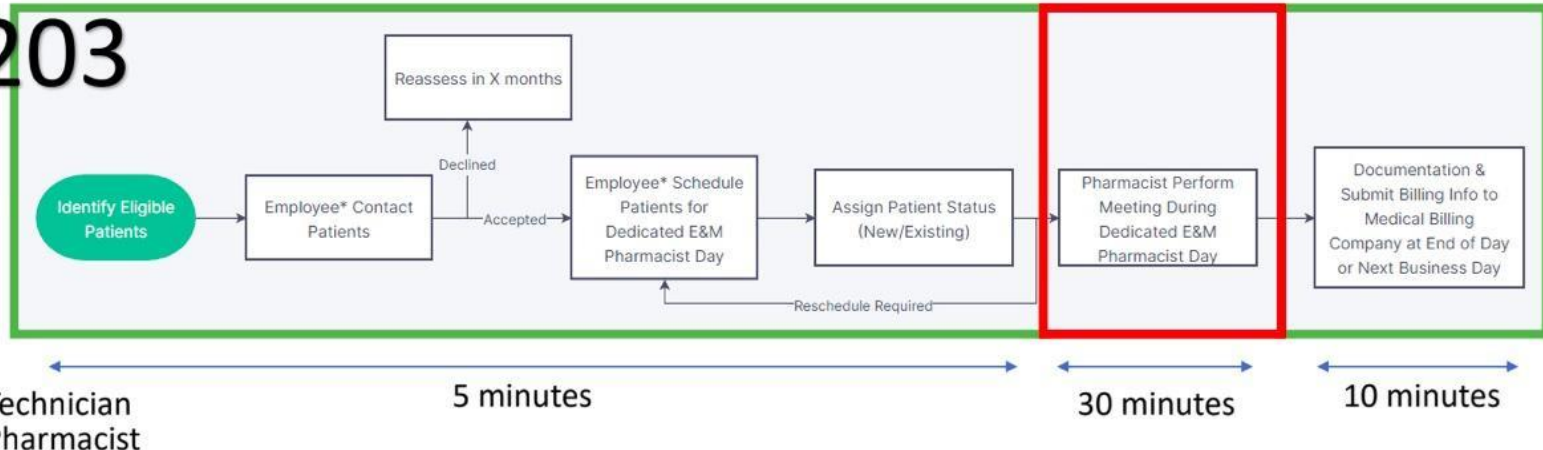 203
Reassess in X months
Declined
Identify Eligible
Patients
Employee* Contact
Patients
Accepted
Employee* Schedule
Patients for
Dedicated E&M
Pharmacist Day
Assign Patient Status
(New/Existing)
Reschedule Required
Pharmacist Perform
Meeting During
Dedicated E&M
Pharmacist Day
Documentation &
Submit Billing Info to
Medical Billing
Company at End of Day
or Next Business Day
5 minutes
30 minutes
10 minutes
Technician
Pharmacist